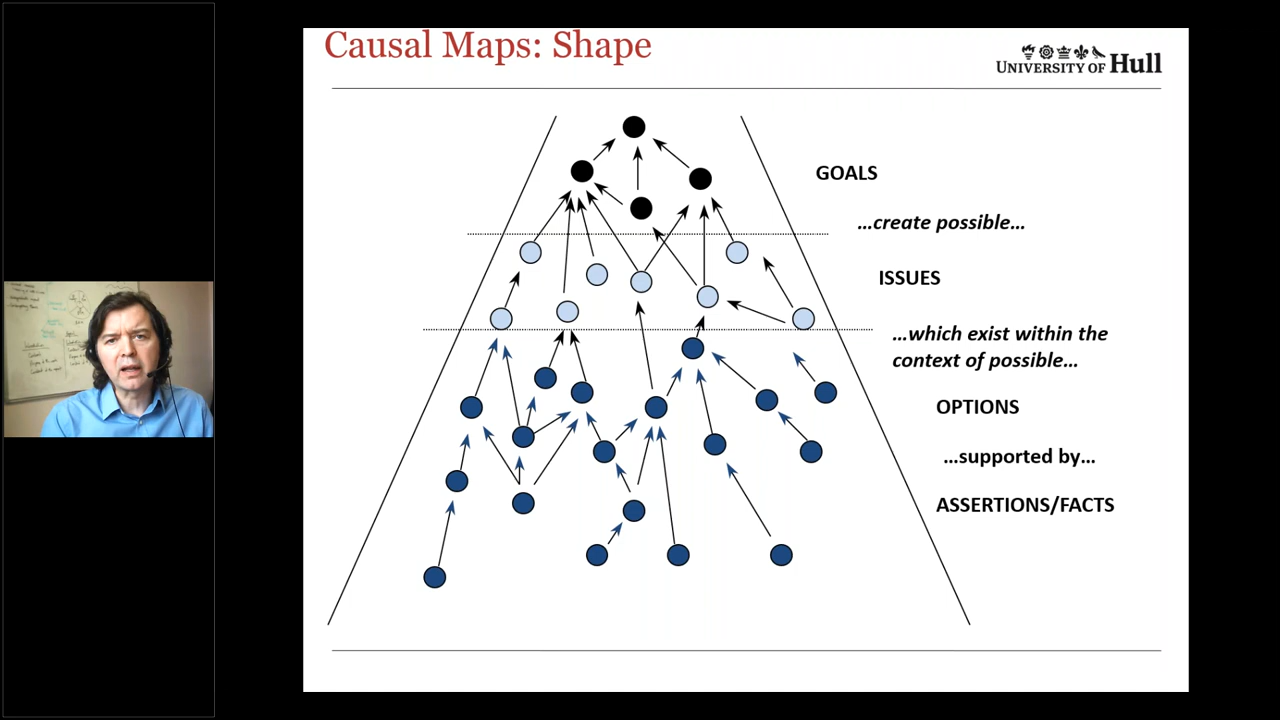 Causal Maps: Shape
UNIVERSITY OF Hull
GOALS
...create possible...
ISSUES
...which exist within the
context of possible...
OPTIONS
...supported by...
ASSERTIONS/FACTS